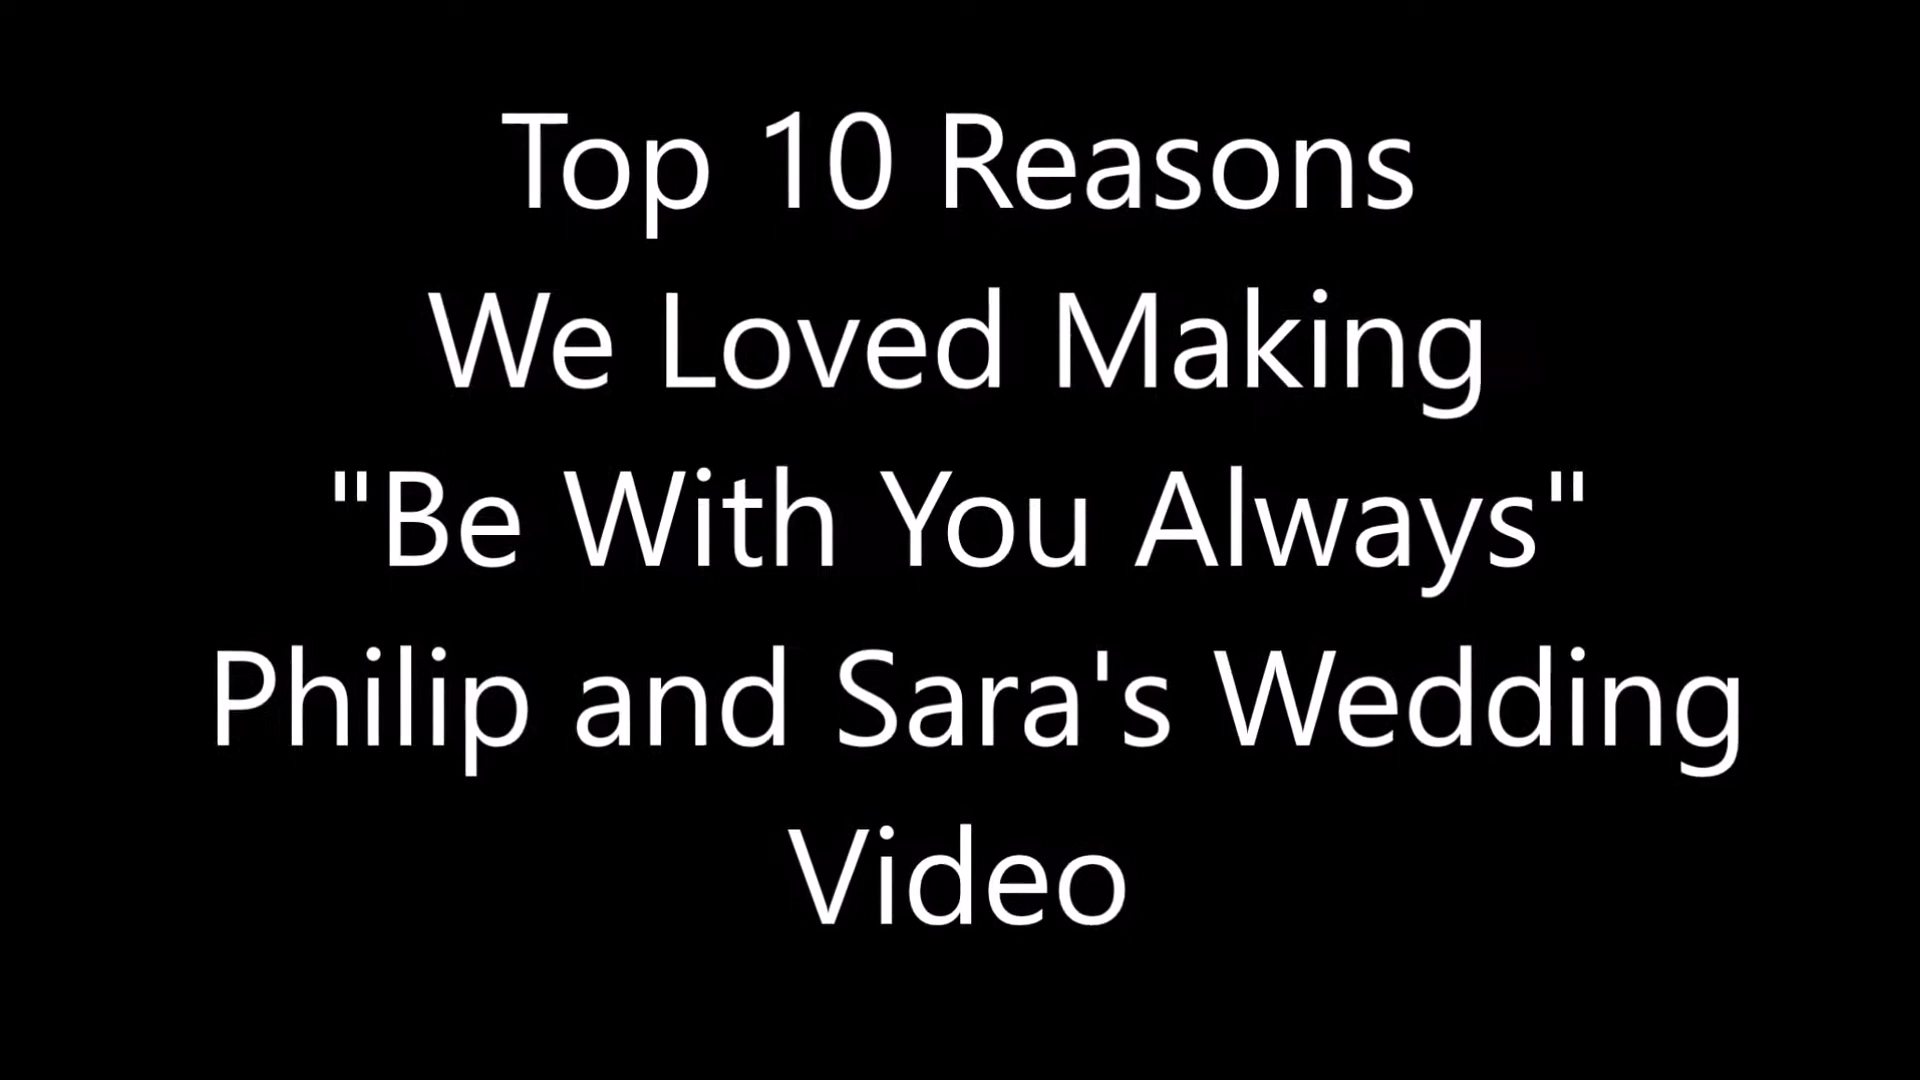 Top 10 Reasons
We Loved Making
"Be With You Always"
Philip and Sara's Wedding
Video